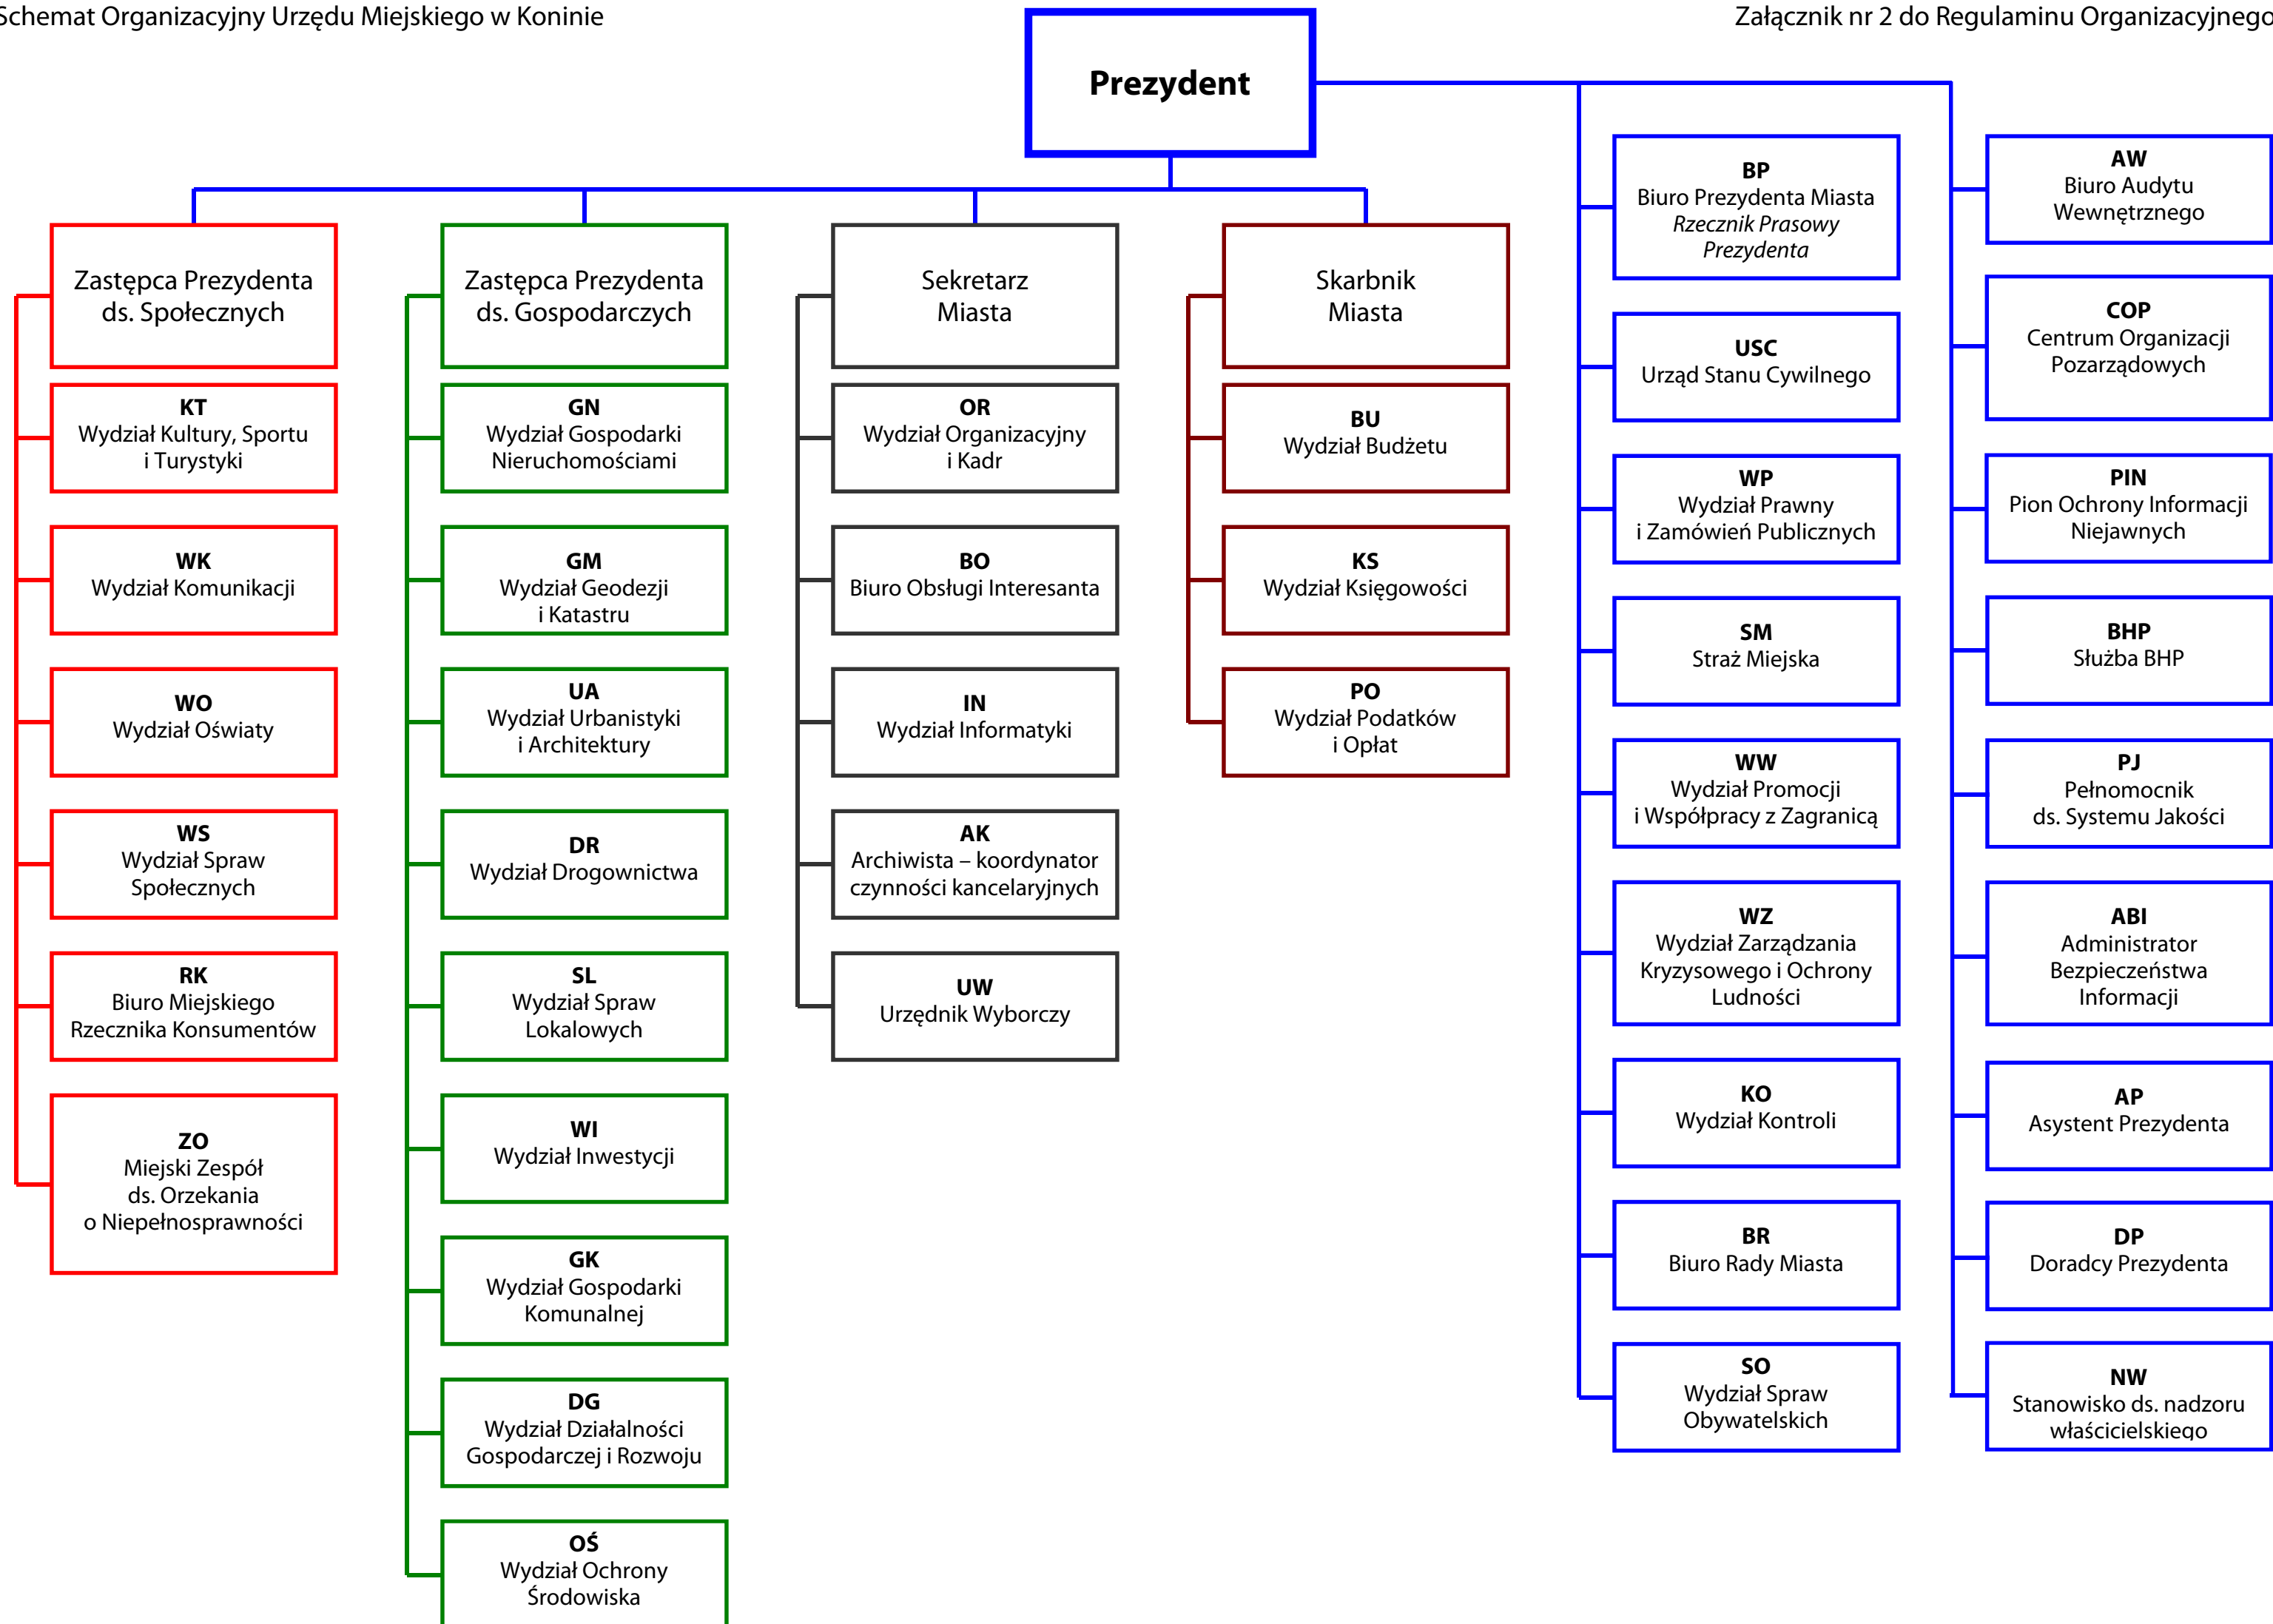 Schemat Organizacyjny Urzędu Miejskiego w Koninie
Załącznik nr 2 do Regulaminu Organizacyjnego
Prezydent
Zastępca Prezydenta
ds. Społecznych
KT
Wydział Kultury, Sportu
i Turystyki
WK
Wydział Komunikacji
WO
Wydział Oświaty
WS
Wydział Spraw
Społecznych
RK
Biuro Miejskiego
Rzecznika Konsumentów
ZO
Miejski Zespół
ds. Orzekania
o Niepełnosprawności
Zastępca Prezydenta
ds. Gospodarczych
GN
Wydział Gospodarki
Nieruchomościami
GM
Wydział Geodezji
i Katastru
UA
Wydział Urbanistyki
i Architektury
DR
Wydział Drogownictwa
SL
Wydział Spraw
Lokalowych
WI
Wydział Inwestycji
GK
Wydział Gospodarki
Komunalnej
DG
Wydział Działalności
Gospodarczej i Rozwoju
OŚ
Wydział Ochrony
Środowiska
Sekretarz
Miasta
OR
Wydział Organizacyjny
i Kadr
BO
Biuro Obsługi Interesanta
IN
Wydział Informatyki
AK
Archiwista – koordynator
czynności kancelaryjnych
UW
Urzędnik Wyborczy
Skarbnik
Miasta
BU
Wydział Budżetu
KS
Wydział Księgowości
PO
Wydział Podatków
i Opłat
BP
Biuro Prezydenta Miasta
Rzecznik Prasowy
Prezydenta
USC
Urząd Stanu Cywilnego
WP
Wydział Prawny
i Zamówień Publicznych
SM
Straż Miejska
WW
Wydział Promocji
i Współpracy z Zagranicą
WZ
Wydział Zarządzania
Kryzysowego i Ochrony
Ludności
KO
Wydział Kontroli
BR
Biuro Rady Miasta
SO
Wydział Spraw
Obywatelskich
AW
Biuro Audytu
Wewnętrznego
COP
Centrum Organizacji
Pozarządowych
PIN
Pion Ochrony Informacji
Niejawnych
BHP
Służba BHP
PJ
Pełnomocnik
ds. Systemu Jakości
ABI
Administrator
Bezpieczeństwa
Informacji
AP
Asystent Prezydenta
DP
Doradcy Prezydenta
NW
Stanowisko ds. nadzoru
właścicielskiego